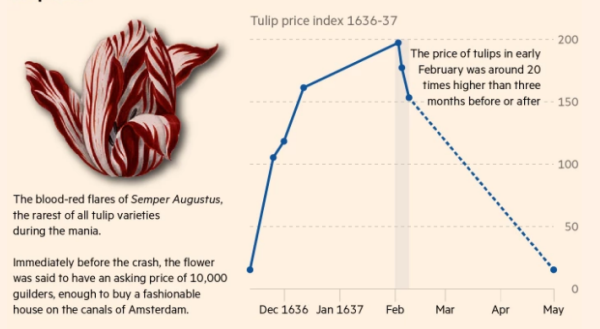 Tulip price index 1636-37
200
The price of tulips in early
February was around 20
times higher than three
months before or after
150
100
50
0
Dec 1636 Jan 1637 Feb Mar Apr May
The blood-red flares of Semper Augustus,
the rarest of all tulip varieties
during the mania.
Immediately before the crash, the flower
was said to have an asking price of 10,000
guilders, enough to buy a fashionable
house on the canals of Amsterdam.